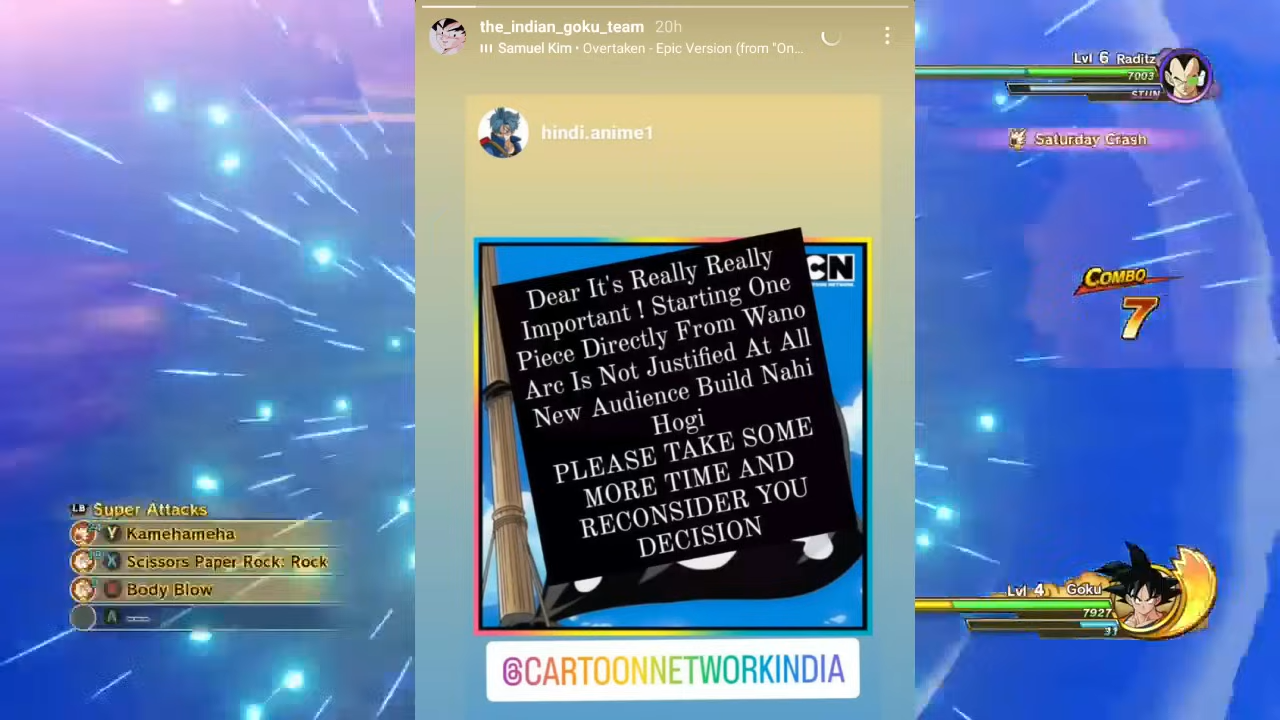 the_indian_goku_team 20h
Samuel Kim • Overtaken - Epic Version (from "On...
hindi.anime1
CN
CARTOON NETWORK
Dear It's Really Really
Important ! Starting One
Piece Directly From Wano
Arc Is Not Justified At All
New Audience Build Nahi
Hogi
PLEASE TAKE SOME
MORE TIME AND
RECONSIDER YOU
DECISION
@CARTOONNETWORKINDIA
LB Super Attacks
Y Kamehameha
X Scissors Paper Rock: Rock
Body Blow
A ---
Lvl 6 Raditz
7003
STUN
Saturday Crash
COMBO
7
Lvl 4 Goku
7927
31